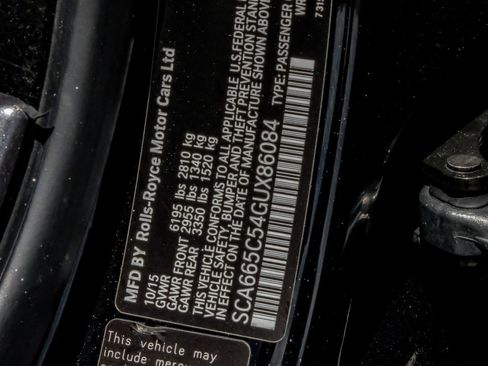 MFD BY Rolls-Royce Motor Cars Ltd
10/15
GVWR 6195 lbs 2810 kg
GAWR FRONT 2955 lbs 1340 kg
GAWR REAR 3350 lbs 1520 kg
THIS VEHICLE CONFORMS TO ALL APPLICABLE U.S. FEDERAL
VEHICLE SAFETY, BUMPER AND THEFT PREVENTION STAN
IN EFFECT ON THE DATE OF MANUFACTURE SHOWN ABOVE
SCA665C54GUX86084 TYPE: PASSENGER
This vehicle may
include merc